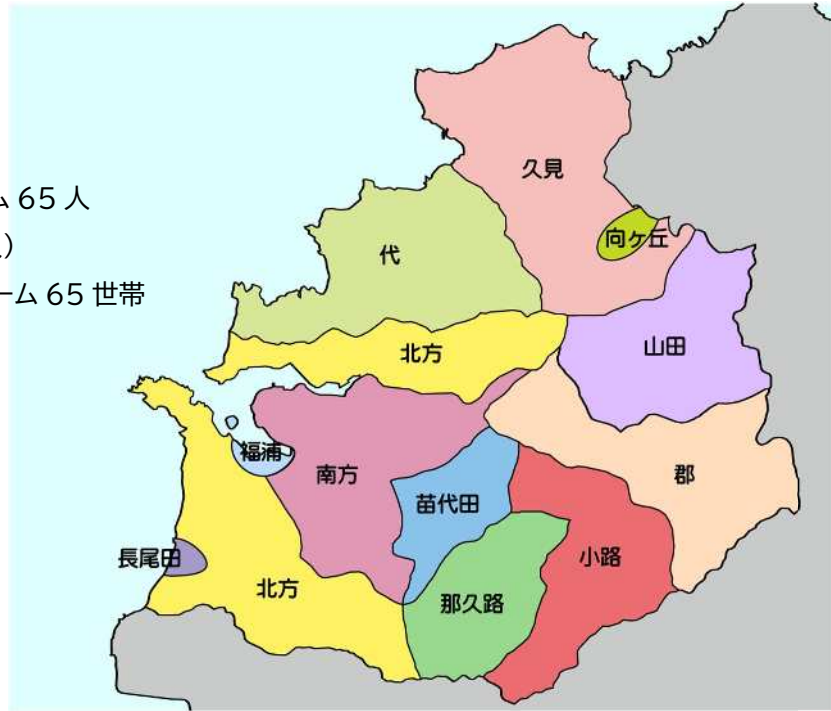 久見
ム 65 人
向ヶ丘
代
)
ーム 65 世帯
山田
北方
福浦
南方
郡
苗代田
長尾田
小路
北方
那久路